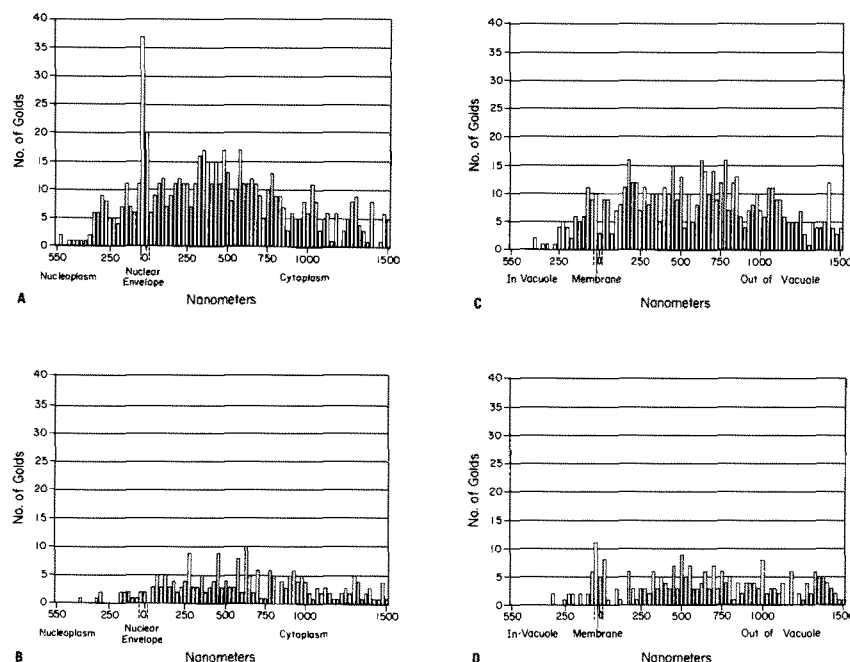 40
35
30
25
20
15
10
5
0
No. of Golds
550 250 0 250 500 750 1000 1500
Nucleoplasm Nuclear Envelope Cytoplasm
A Nanometers
40
35
30
25
20
15
10
5
0
No. of Golds
550 250 0 250 500 750 1000 1500
In Vacuole Membrane Out of Vacuole
C Nanometers
40
35
30
25
20
15
10
5
0
No. of Golds
550 250 0 250 500 750 1000 1500
Nucleoplasm Nuclear Envelope Cytoplasm
B Nanometers
40
35
30
25
20
15
10
5
0
No. of Golds
550 250 0 250 500 750 1000 1500
In-Vacuole Membrane Out of Vacuole
D Nanometers